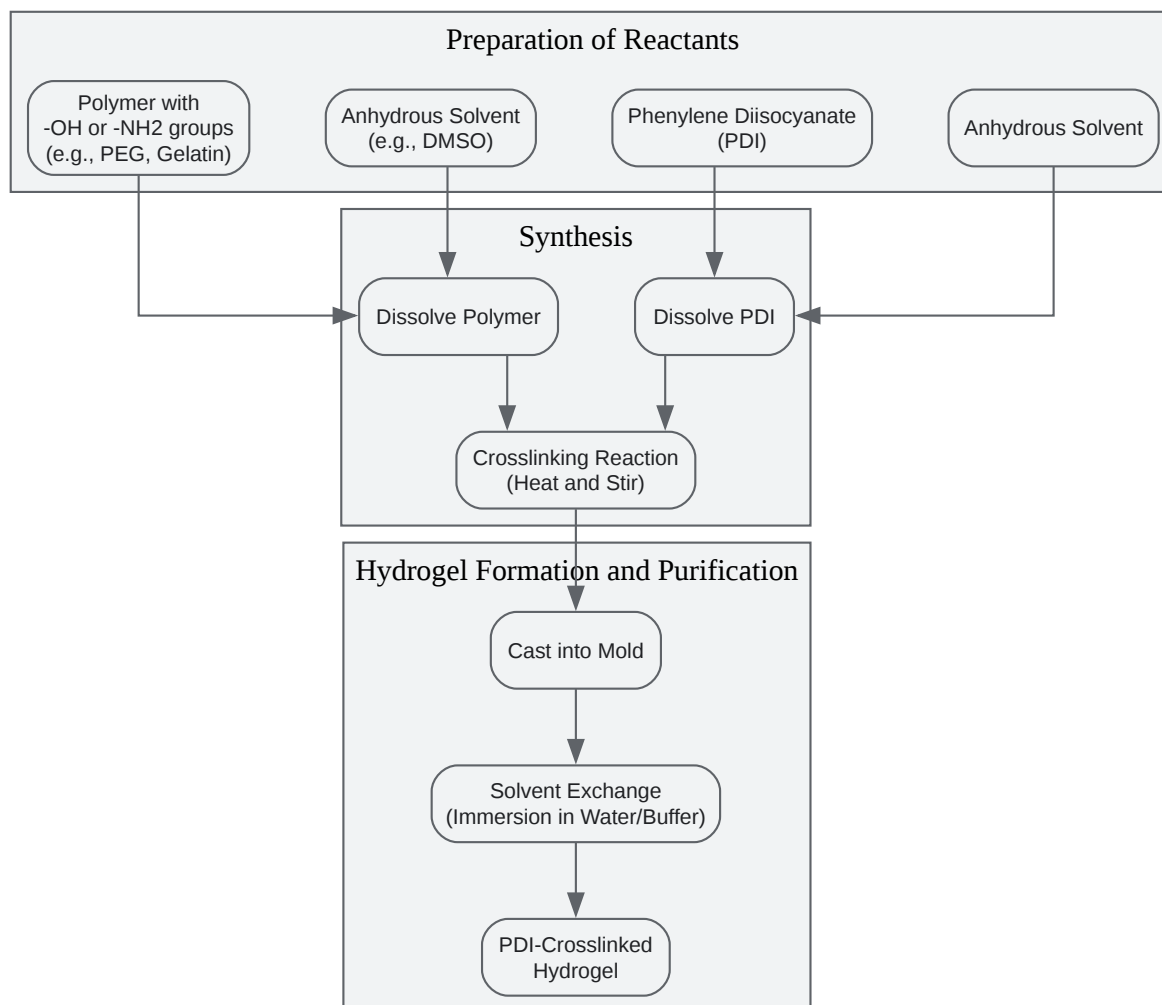 Preparation of Reactants
Polymer with
-OH or -NH2 groups
(e.g., PEG, Gelatin)
Anhydrous Solvent
(e.g., DMSO)
Phenylene Diisocyanate
(PDI)
Anhydrous Solvent
Synthesis
Dissolve Polymer
Dissolve PDI
Crosslinking Reaction
(Heat and Stir)
Hydrogel Formation and Purification
Cast into Mold
Solvent Exchange
(Immersion in Water/Buffer)
PDI-Crosslinked
Hydrogel